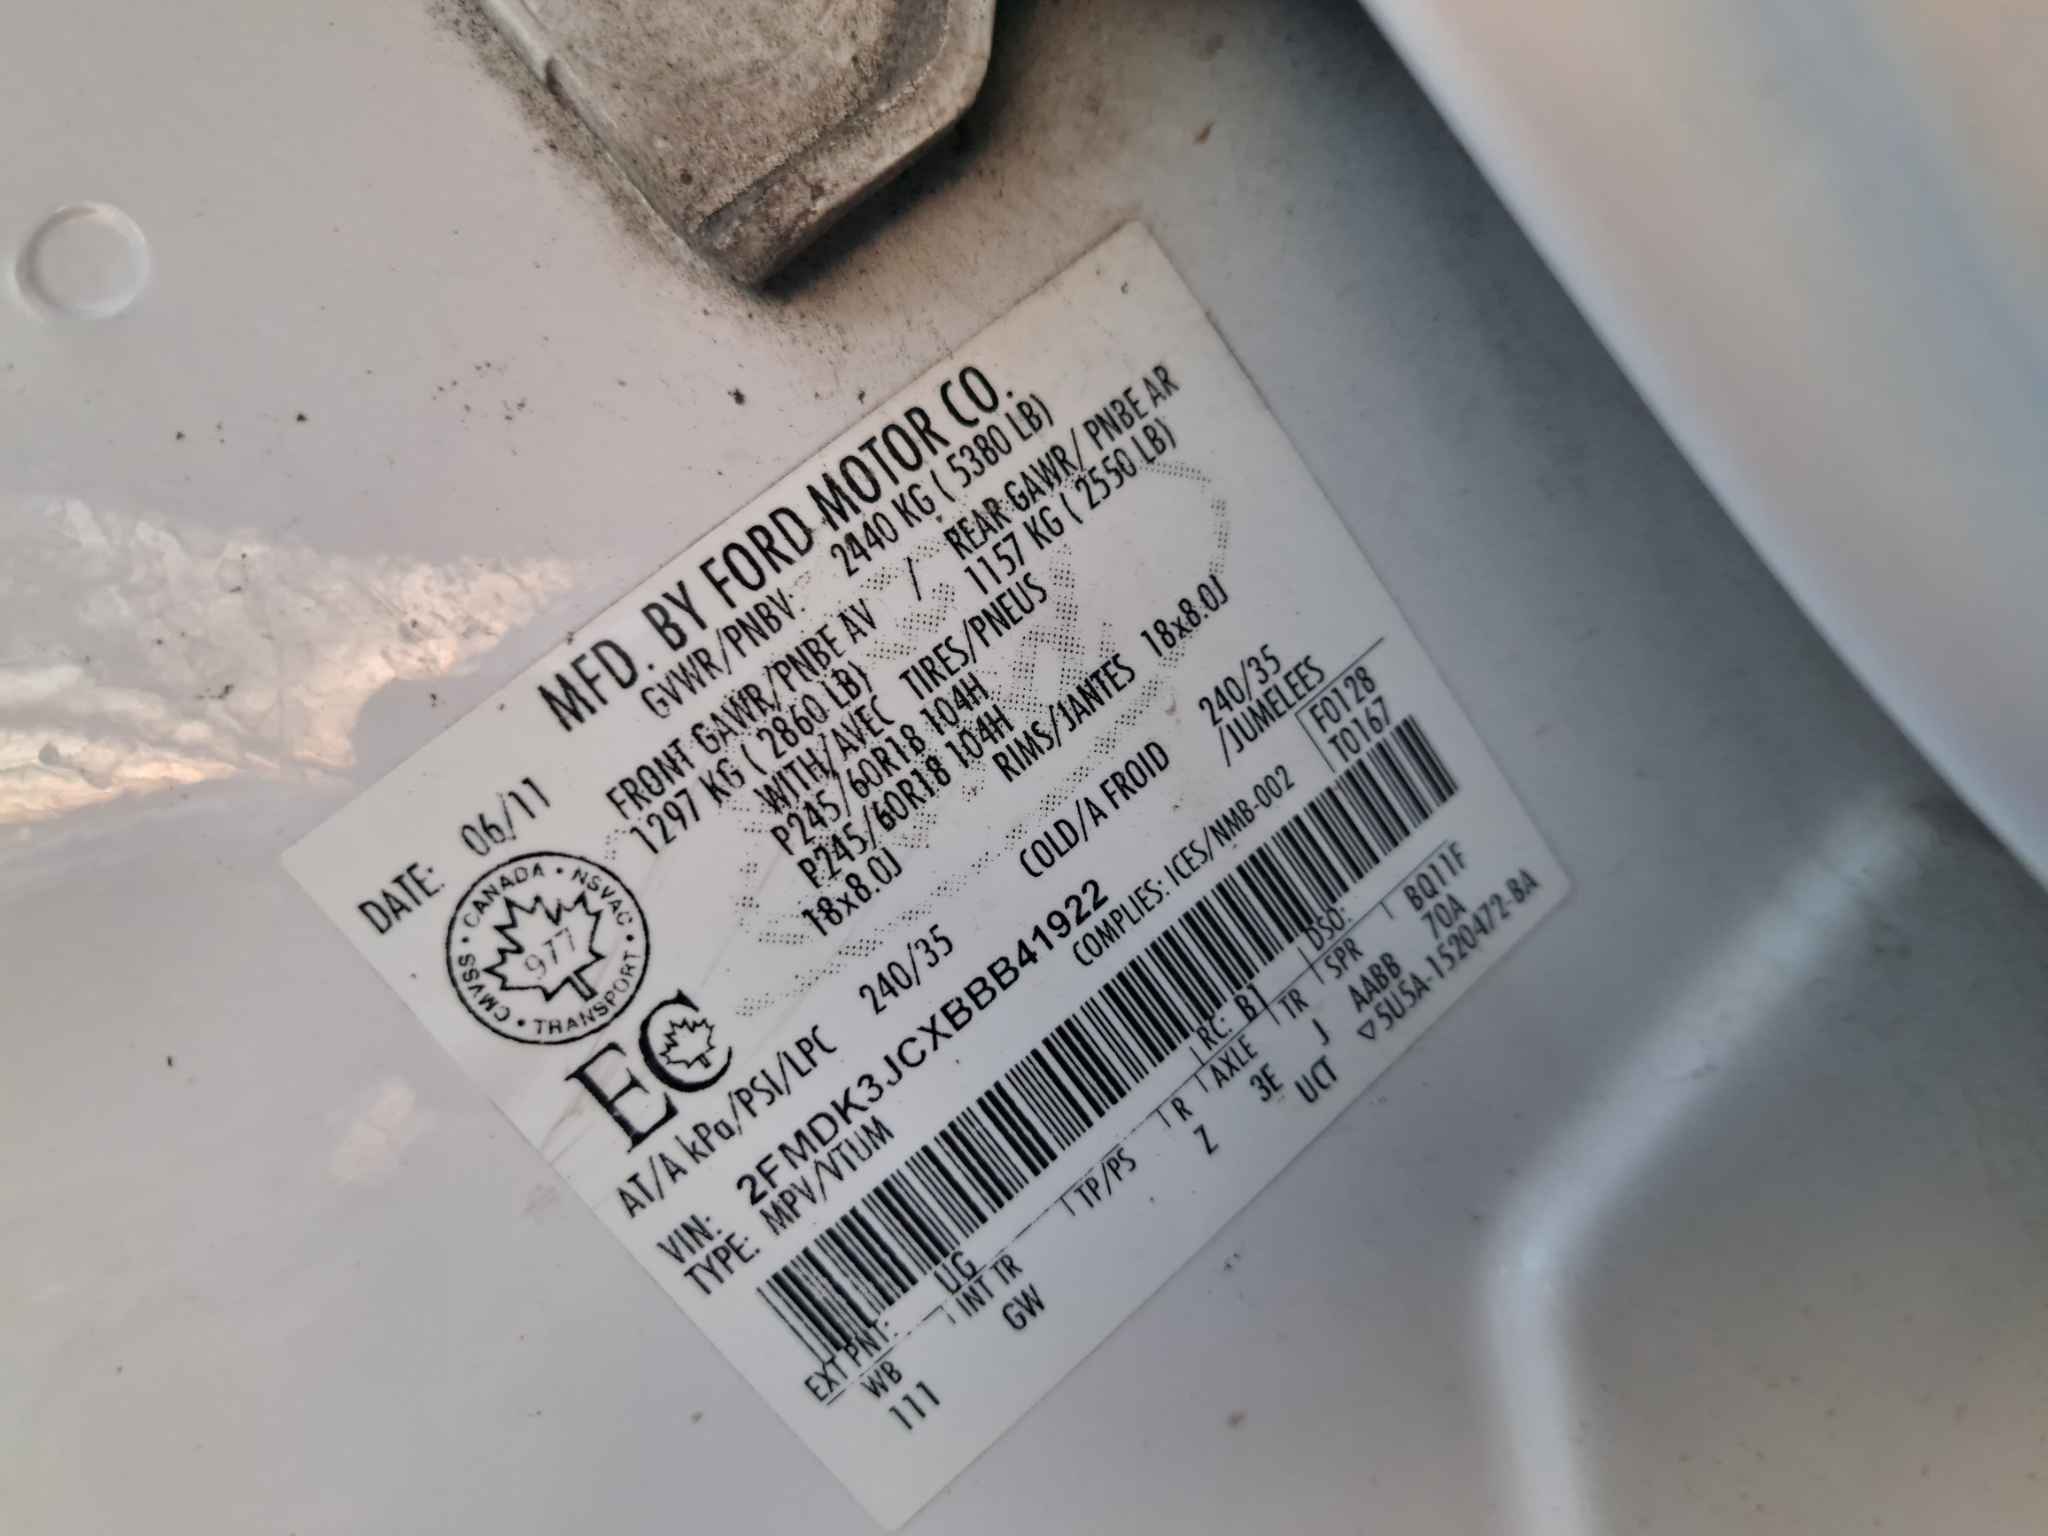 MFD. BY FORD MOTOR CO.
DATE: 06/11
GVWR/PNBV: 2440 KG ( 5380 LB)
FRONT GAWR/PNBE AV / REAR GAWR/ PNBE AR
1297 KG ( 2860 LB) 1157 KG ( 2550 LB)
WITH/AVEC TIRES/PNEUS
P245/60R18 104H
P245/60R18 104H
18x8.0J RIMS/JANTES 18x8.0J
CMVSS • CANADA • NSVAC • TRANSPORT •
977
EC
AT/A kPa/PSI/LPC 240/35 COLD/A FROID 240/35
/JUMELEES
VIN: 2FMDK3JCXBBB41922
TYPE: MPV/VTUM COMPLIES: ICES/NMB-002
F0128
T0167
EXT PNT: UG RC: B1 DSO:
WB INT TR TP/PS R AXLE TR SPR BQ11F
111 GW Z 3E J AABB 70A
UCT ▽5U5A-1520472-BA